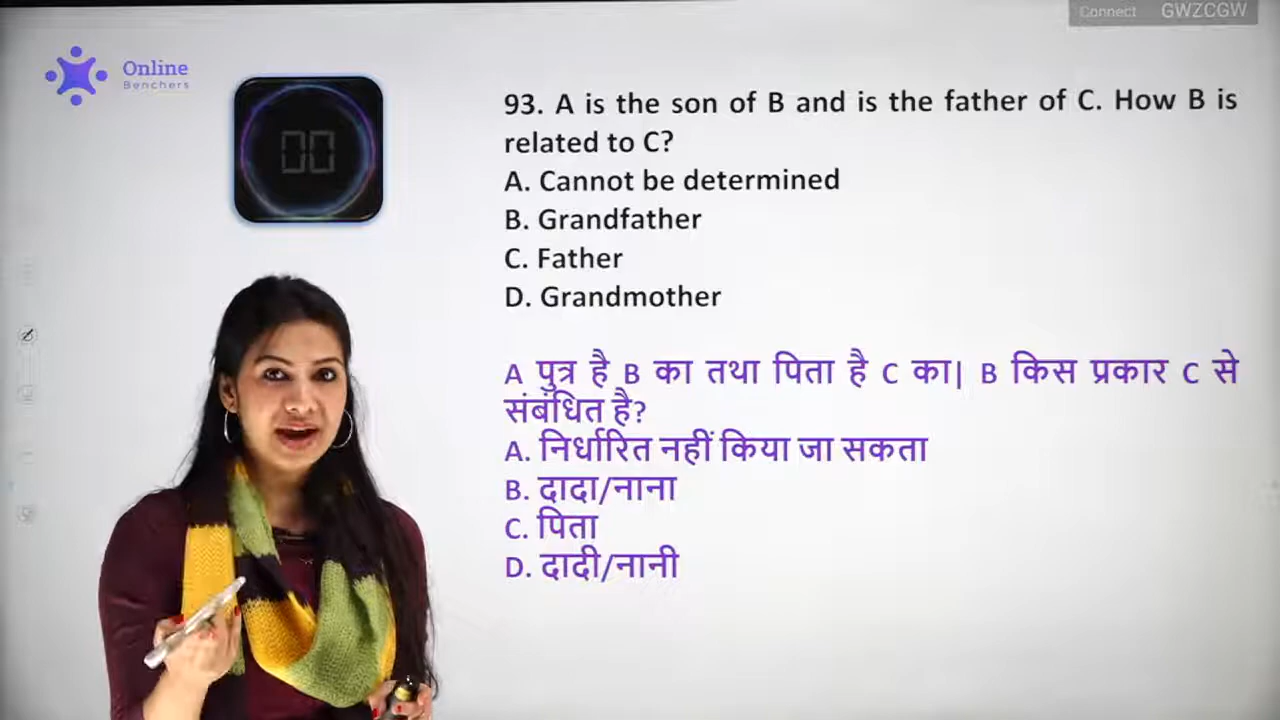 Connect GWZCGW
Online
Benchers
00
93. A is the son of B and is the father of C. How B is
related to C?
A. Cannot be determined
B. Grandfather
C. Father
D. Grandmother
A पुत्र है B का तथा पिता है C का| B किस प्रकार C से
संबंधित है?
A. निर्धारित नहीं किया जा सकता
B. दादा/नाना
C. पिता
D. दादी/नानी